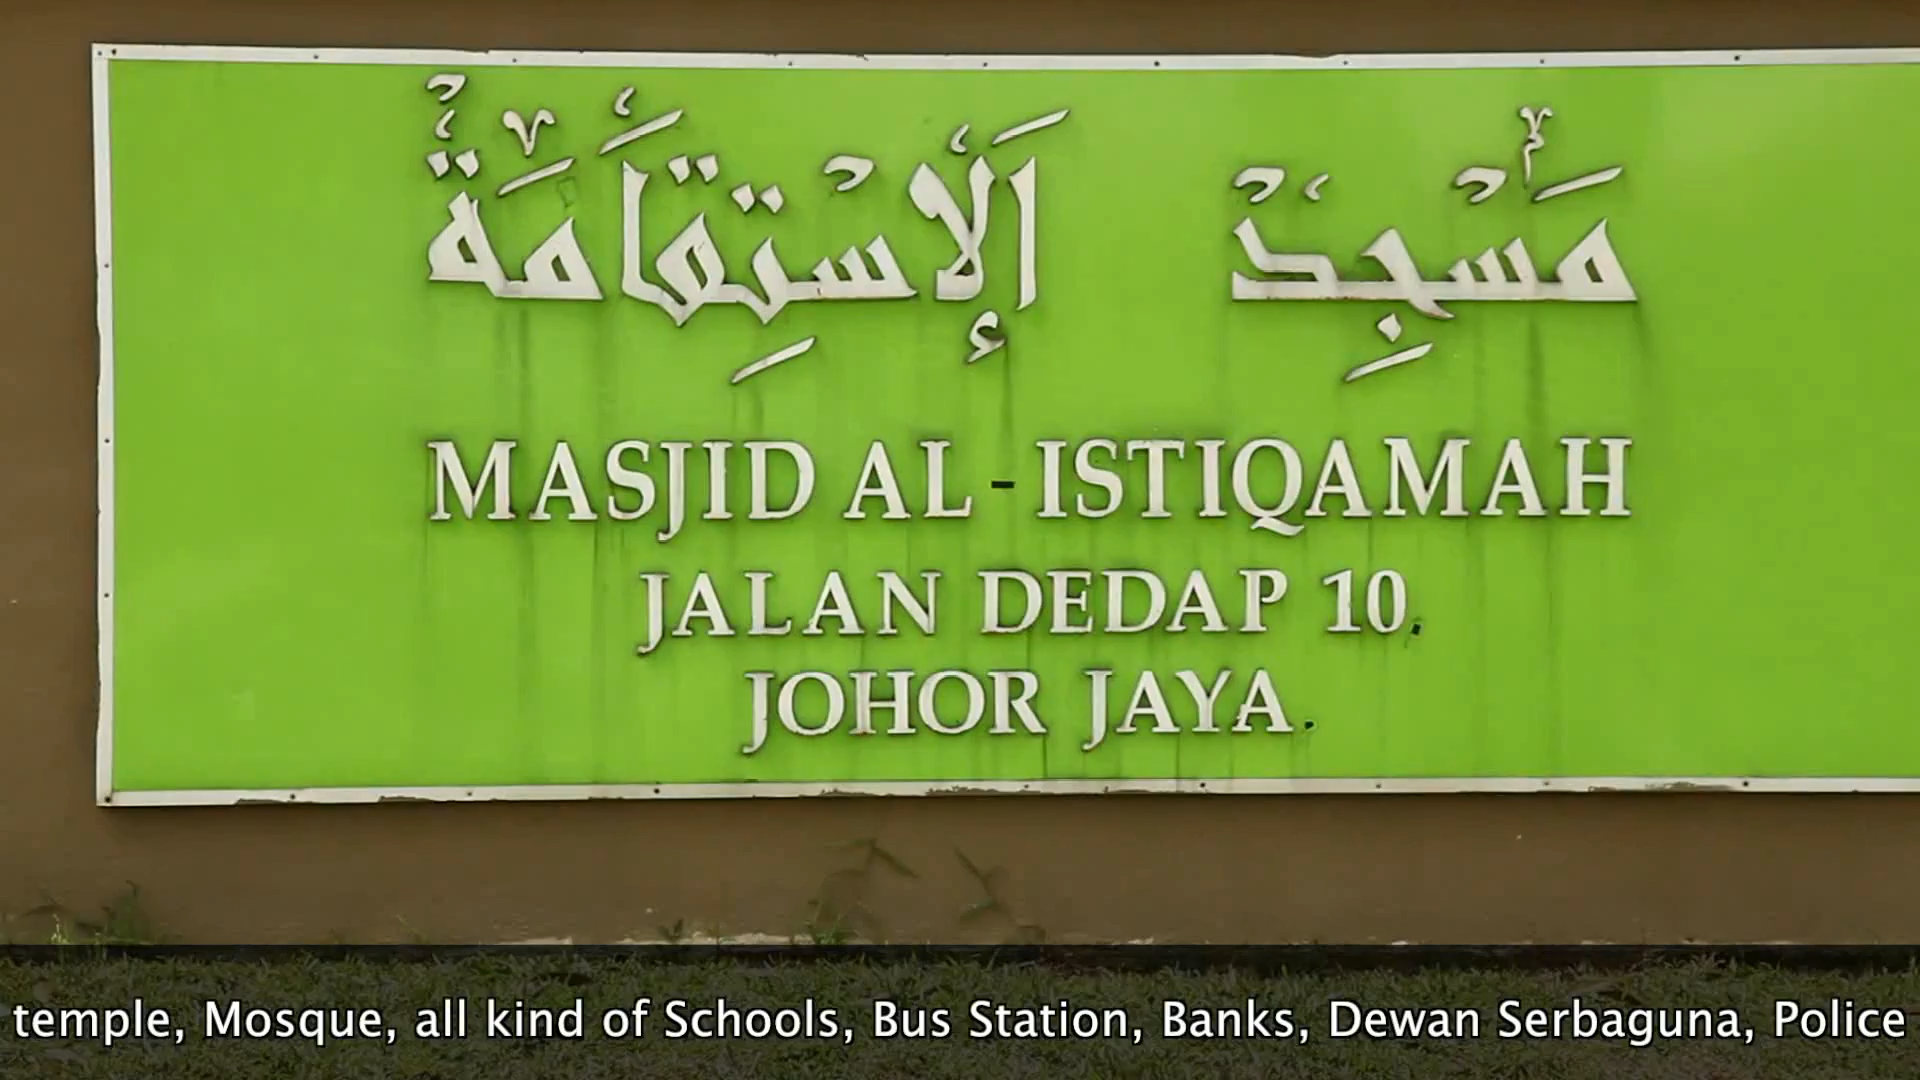 مَسْجِدْ الَْإِسْتِقَامَةْ
MASJID AL-ISTIQAMAH
JALAN DEDAP 10,
JOHOR JAYA.
temple, Mosque, all kind of Schools, Bus Station, Banks, Dewan Serbaguna, Police